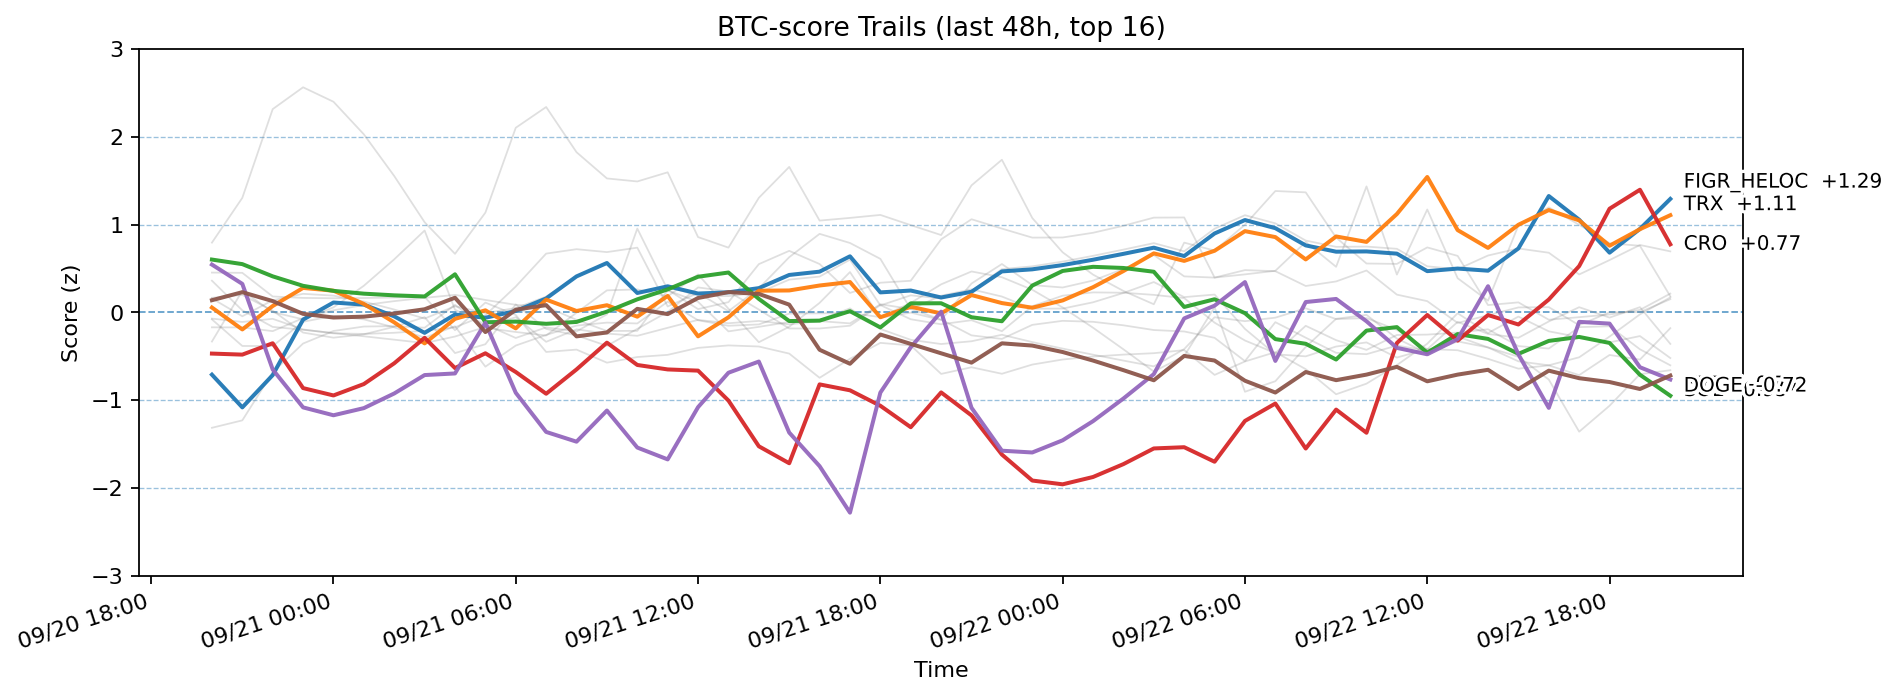 BTC-score Trails (last 48h, top 16)
3
2
1
0
−1
−2
−3
Score (z)
FIGR_HELOC +1.29
TRX +1.11
CRO +0.77
DOGE -0.72
09/20 18:00
09/21 00:00
09/21 06:00
09/21 12:00
09/21 18:00
09/22 00:00
09/22 06:00
09/22 12:00
09/22 18:00
Time